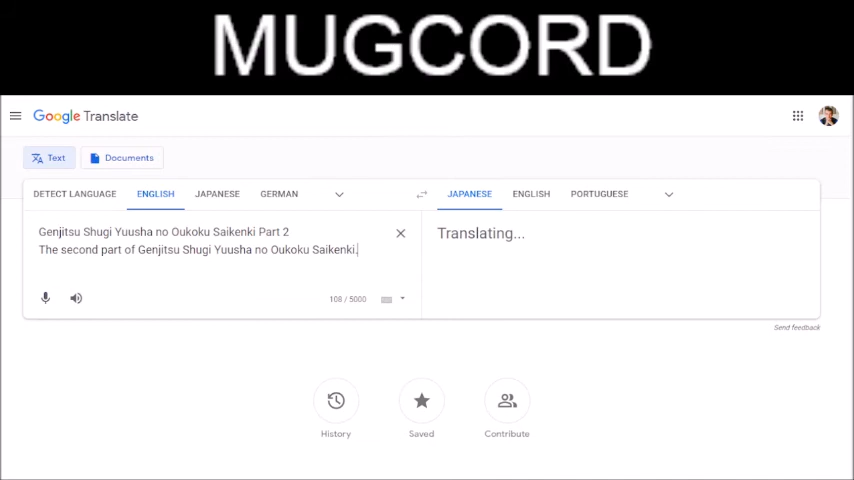 MUGCORD
Google Translate
Text
Documents
DETECT LANGUAGE ENGLISH JAPANESE GERMAN
JAPANESE ENGLISH PORTUGUESE
Genjitsu Shugi Yuusha no Oukoku Saikenki Part 2
The second part of Genjitsu Shugi Yuusha no Oukoku Saikenki.
108 / 5000
Translating...
Send feedback
History
Saved
Contribute